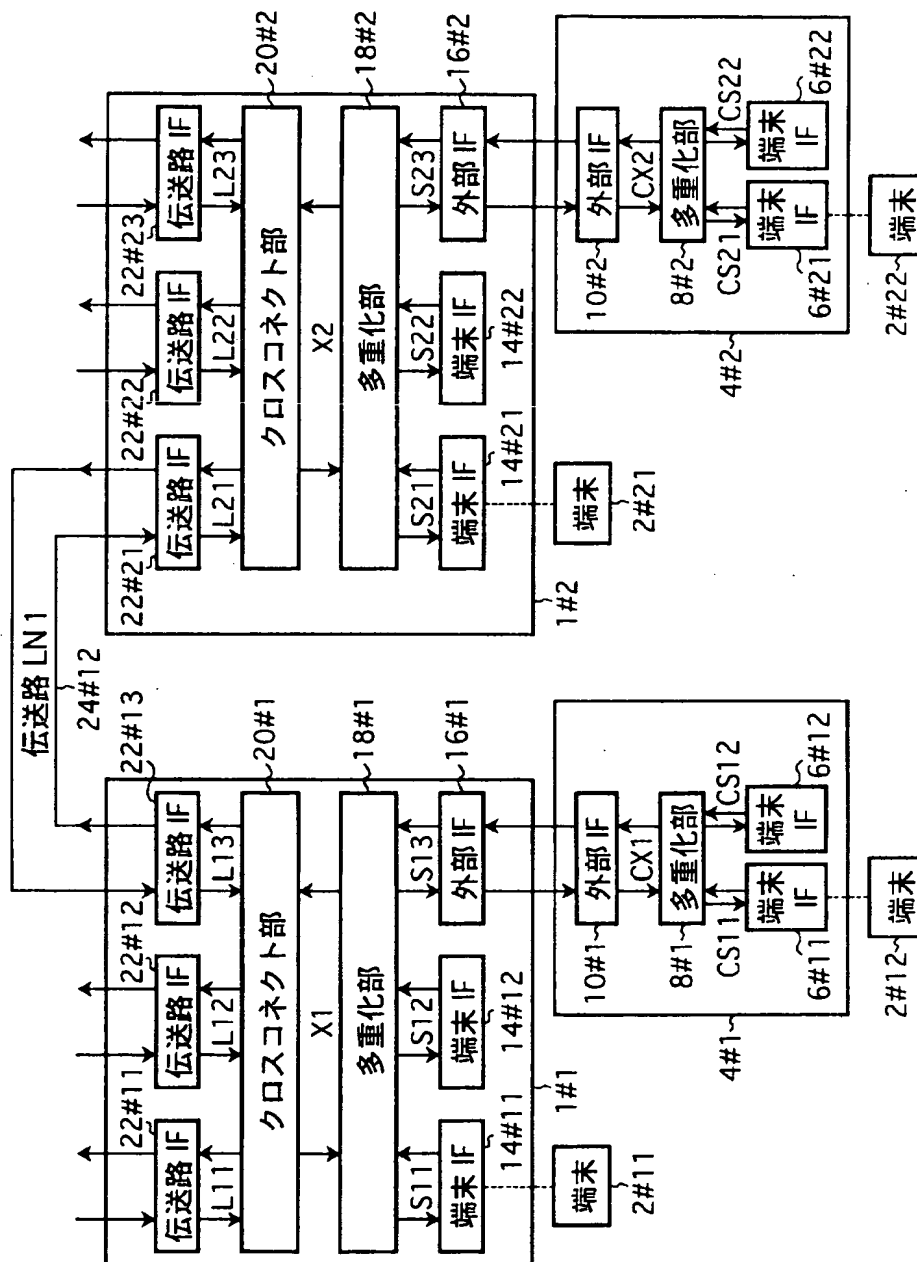 伝送路 LN 1
24#12
22#11
22#12
22#13
伝送路 IF
伝送路 IF
伝送路 IF
L11
L12
L13
クロスコネクト部
20#1
X1
多重化部
18#1
S11
S12
S13
端末 IF
端末 IF
外部 IF
16#1
14#11
14#12
1#1
端末
2#11
10#1
外部 IF
CX1
8#1
多重化部
CS11
CS12
端末
IF
端末
IF
6#11
6#12
4#1
端末
2#12
22#21
22#22
22#23
伝送路 IF
伝送路 IF
伝送路 IF
L21
L22
L23
クロスコネクト部
20#2
X2
多重化部
18#2
S21
S22
S23
端末 IF
端末 IF
外部 IF
16#2
14#21
14#22
1#2
端末
2#21
10#2
外部 IF
CX2
8#2
多重化部
CS21
CS22
端末
IF
端末
IF
6#21
6#22
4#2
端末
2#22